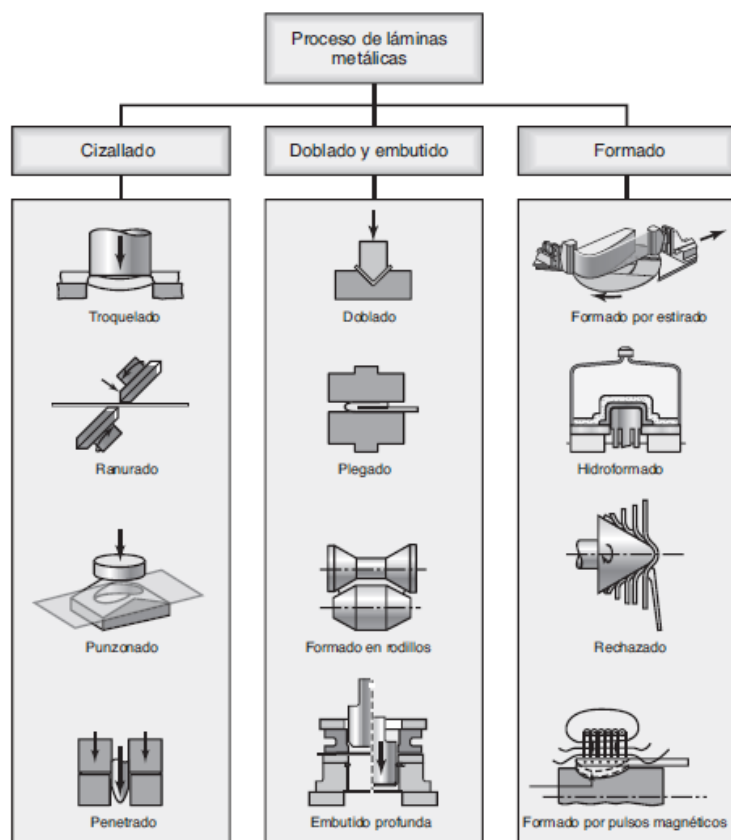 Proceso de láminas
metálicas
Cizallado
Doblado y embutido
Formado
Troquelado
Doblado
Formado por estirado
Ranurado
Plegado
Hidroformado
Punzonado
Formado en rodillos
Rechazado
Penetrado
Embutido profunda
Formado por pulsos magnéticos